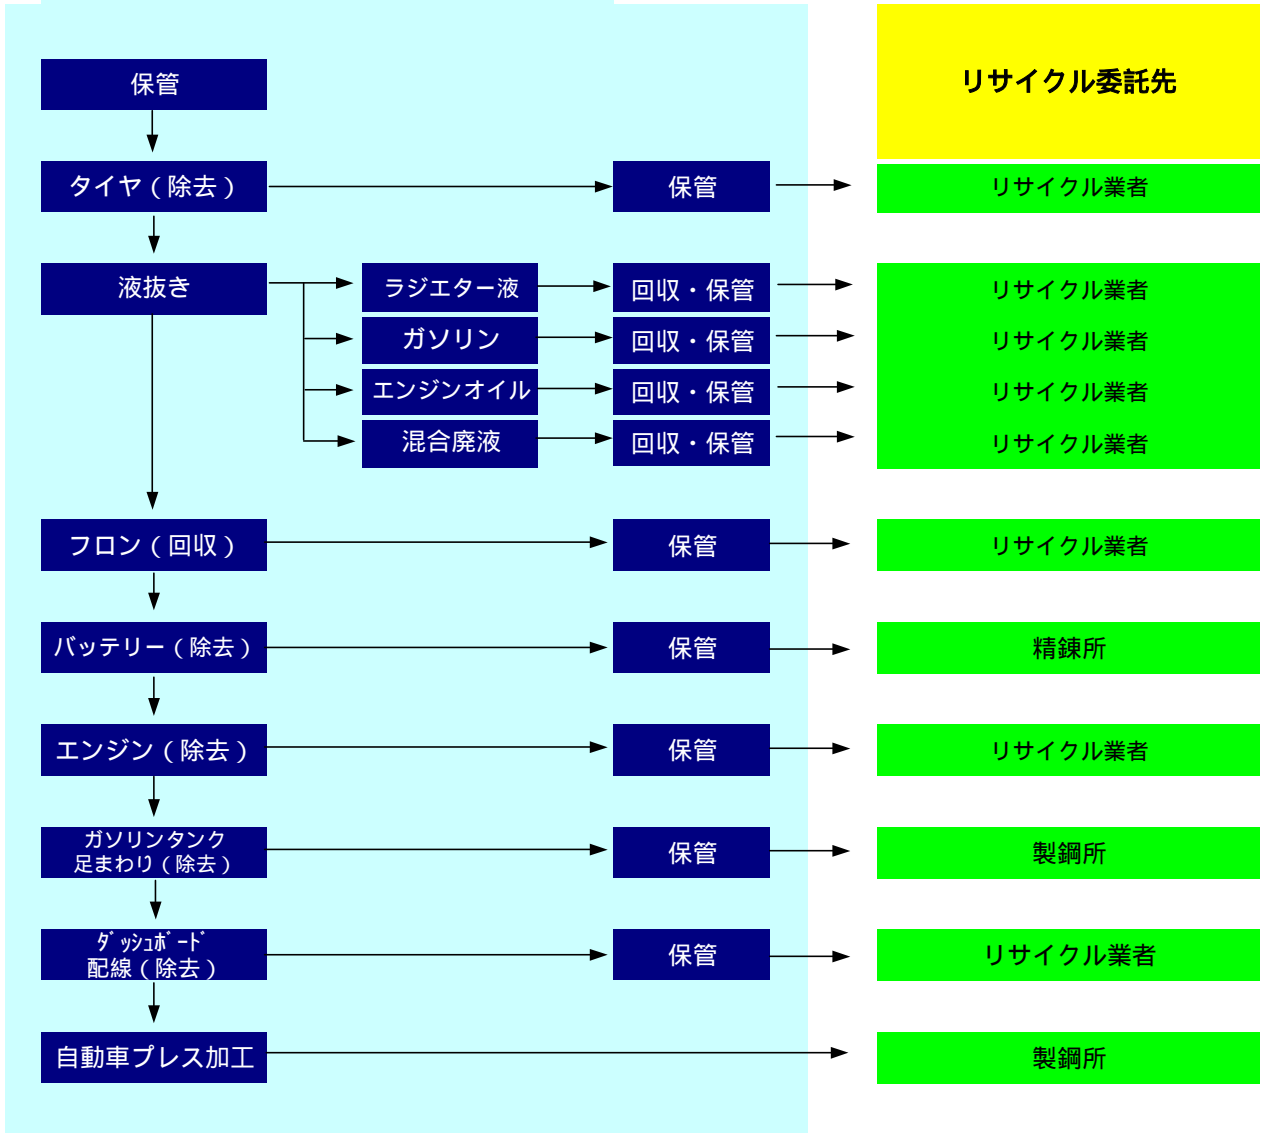 保管
リサイクル委託先
タイヤ（除去）
保管
リサイクル業者
液抜き
ラジエター液
回収・保管
リサイクル業者
ガソリン
回収・保管
リサイクル業者
エンジンオイル
回収・保管
リサイクル業者
混合廃液
回収・保管
リサイクル業者
フロン（回収）
保管
リサイクル業者
バッテリー（除去）
保管
精錬所
エンジン（除去）
保管
リサイクル業者
ガソリンタンク
足まわり（除去）
保管
製鋼所
ﾀﾞｯｼｭﾎﾞｰﾄﾞ
配線（除去）
保管
リサイクル業者
自動車プレス加工
製鋼所